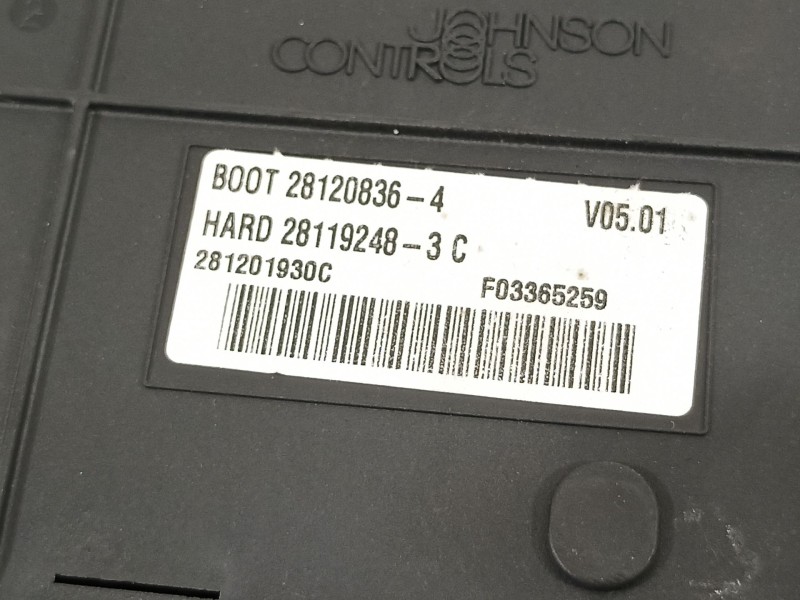 JOHNSON
CONTROLS
BOOT 28120836-4 V05.01
HARD 28119248-3 C
281201930C F03365259